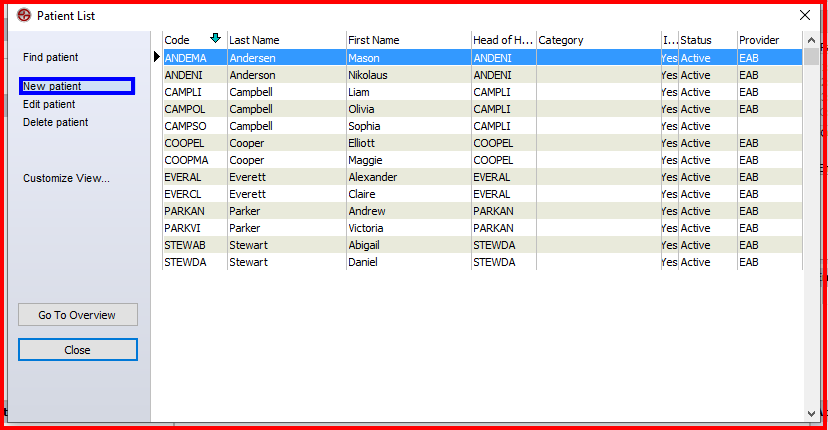 Patient List
Find patient
New patient
Edit patient
Delete patient
Customize View...
Go To Overview
Close
Code Last Name First Name Head of H... Category I... Status Provider
ANDEMA Andersen Mason ANDENI Yes Active EAB
ANDENI Anderson Nikolaus ANDENI Yes Active EAB
CAMPLI Campbell Liam CAMPLI Yes Active EAB
CAMPOL Campbell Olivia CAMPLI Yes Active EAB
CAMPSO Campbell Sophia CAMPLI Yes Active
COOPEL Cooper Elliott COOPEL Yes Active EAB
COOPMA Cooper Maggie COOPEL Yes Active EAB
EVERAL Everett Alexander EVERAL Yes Active EAB
EVERCL Everett Claire EVERAL Yes Active EAB
PARKAN Parker Andrew PARKAN Yes Active EAB
PARKVI Parker Victoria PARKAN Yes Active EAB
STEWAB Stewart Abigail STEWDA Yes Active EAB
STEWDA Stewart Daniel STEWDA Yes Active EAB